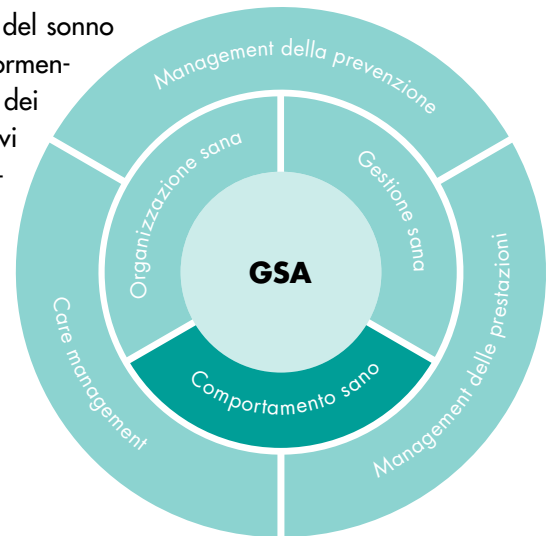 del sonno
ormen-
dei
vi
-
Management della prevenzione
Organizzazione sana
Gestione sana
GSA
Comportamento sano
Care management
Management delle prestazioni